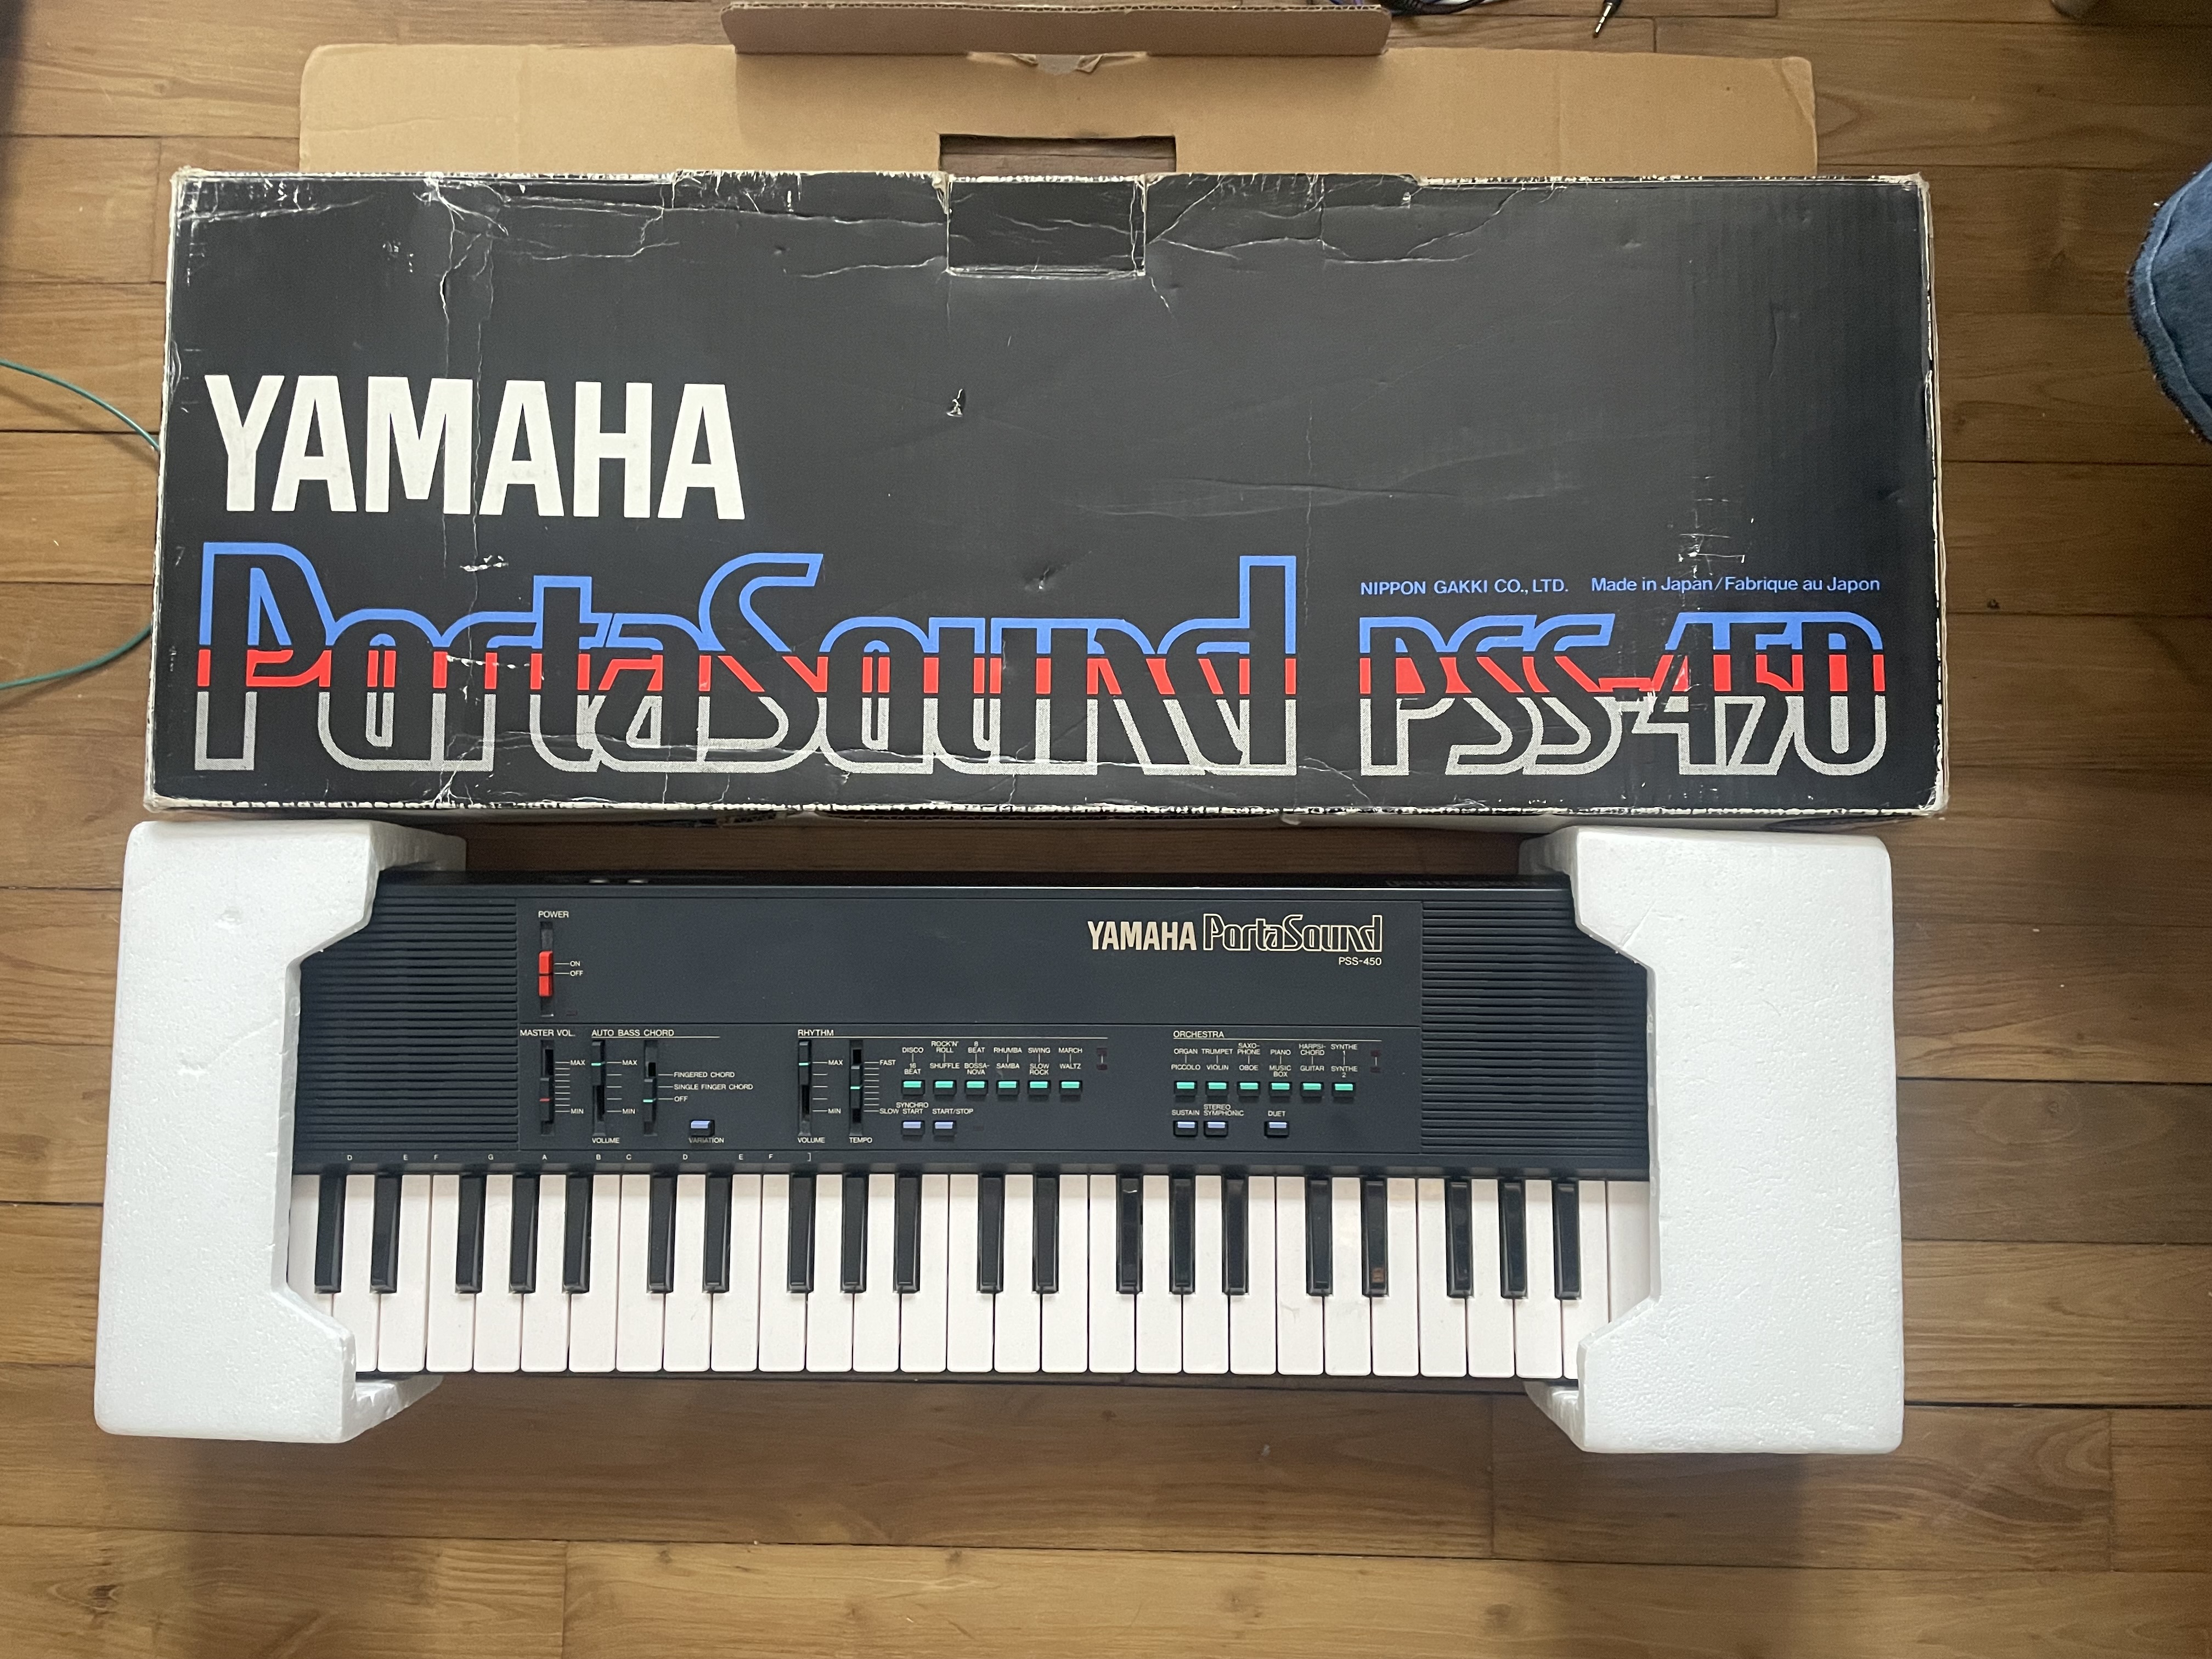 YAMAHA
NIPPON GAKKI CO., LTD. Made in Japan/Fabrique au Japon
PortaSound PSS-450
POWER
ON
OFF
YAMAHA PortaSound
PSS-450
MASTER VOL.
MAX
MIN
AUTO BASS CHORD
MAX
MIN
VOLUME
FINGERED CHORD
SINGLE FINGER CHORD
OFF
VARIATION
RHYTHM
MAX
MIN
VOLUME
FAST
SLOW
TEMPO
DISCO ROCK'N' ROLL 8 BEAT RHUMBA SWING MARCH
16 BEAT SHUFFLE BOSSA-NOVA SAMBA SLOW ROCK WALTZ
SYNCHRO START START/STOP
ORCHESTRA
ORGAN TRUMPET SAXO-PHONE PIANO HARPSI-CHORD SYNTHE 1
PICCOLO VIOLIN OBOE MUSIC BOX GUITAR SYNTHE 2
SUSTAIN STEREO SYMPHONIC DUET
D E F G A B C D E F